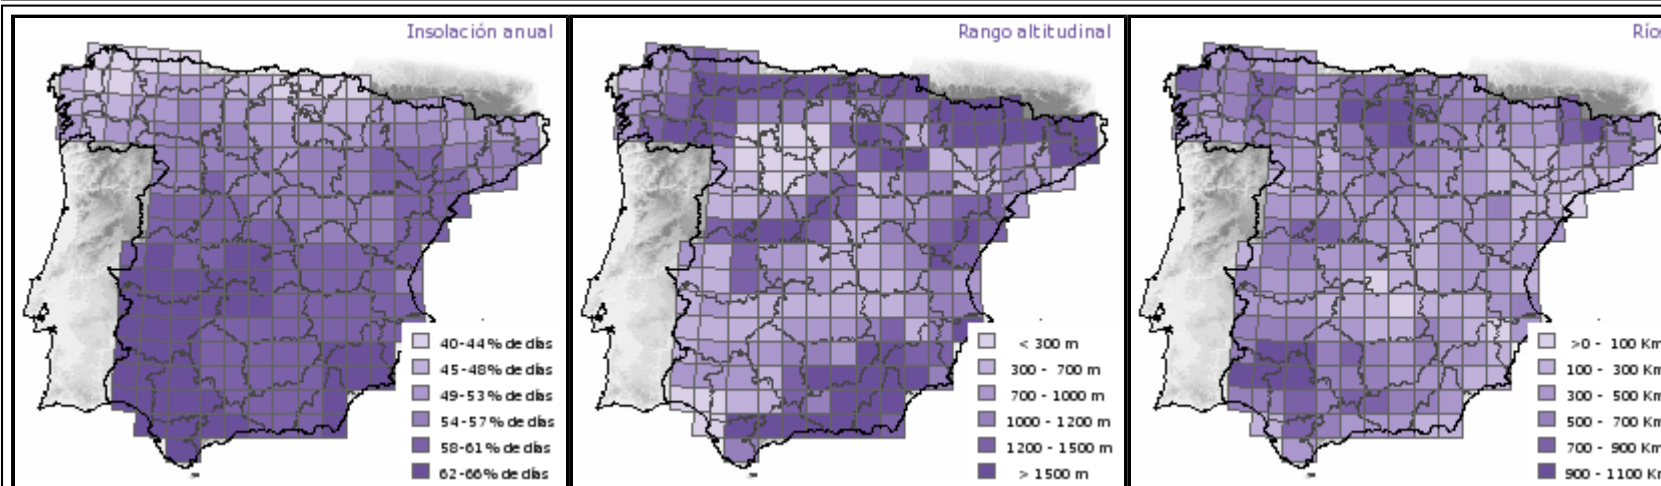 Insolación anual
40-44% de días
45-48% de días
49-53% de días
54-57% de días
58-61% de días
62-66% de días
Rango altitudinal
< 300 m
300 - 700 m
700 - 1000 m
1000 - 1200 m
1200 - 1500 m
> 1500 m
Ríos
>0 - 100 Km
100 - 300 Km
300 - 500 Km
500 - 700 Km
700 - 900 Km
900 - 1100 Km